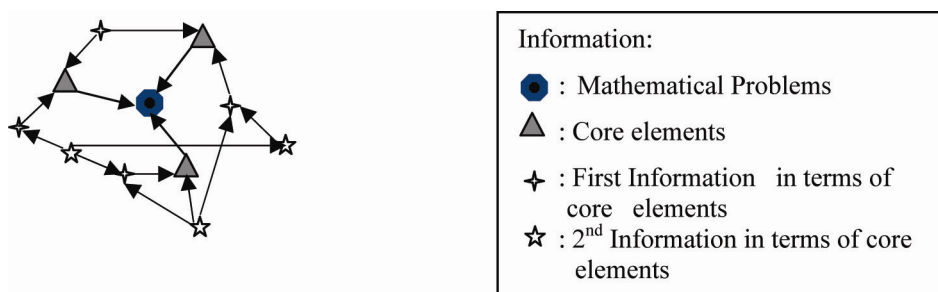 Information:
: Mathematical Problems
: Core elements
: First Information in terms of
core elements
: 2nd Information in terms of core
elements